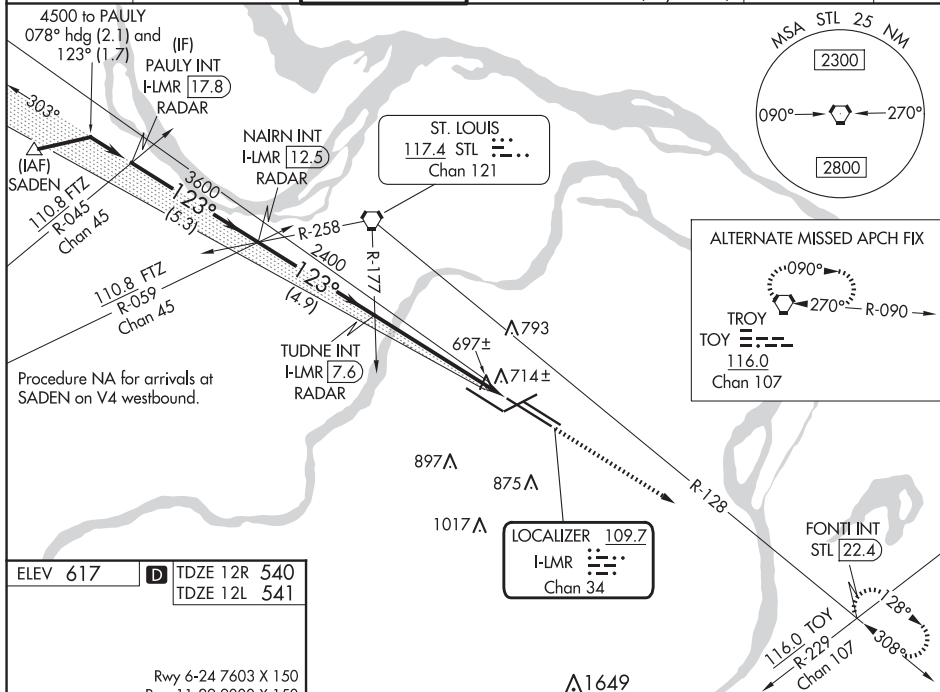 4500 to PAULY
078° hdg (2.1) and
123° (1.7)
(IF)
PAULY INT
I-LMR 17.8
RADAR
303°
(IAF)
SADEN
110.8 FTZ
R-045
Chan 45
NAIRN INT
I-LMR 12.5
RADAR
3600
123°
(5.3)
ST. LOUIS
117.4 STL
Chan 121
R-258
R-177
2400
123°
(4.9)
110.8 FTZ
R-059
Chan 45
TUDNE INT
I-LMR 7.6
RADAR
Procedure NA for arrivals at
SADEN on V4 westbound.
MSA STL 25 NM
2300
090°
270°
2800
ALTERNATE MISSED APCH FIX
090°
270°
R-090
TROY
TOY
116.0
Chan 107
793
697±
714±
897
875
1017
R-128
LOCALIZER 109.7
I-LMR
Chan 34
FONTI INT
STL 22.4
128°
308°
116.0 TOY
R-229
Chan 107
1649
ELEV 617
D
TDZE 12R 540
TDZE 12L 541
Rwy 6-24 7603 X 150